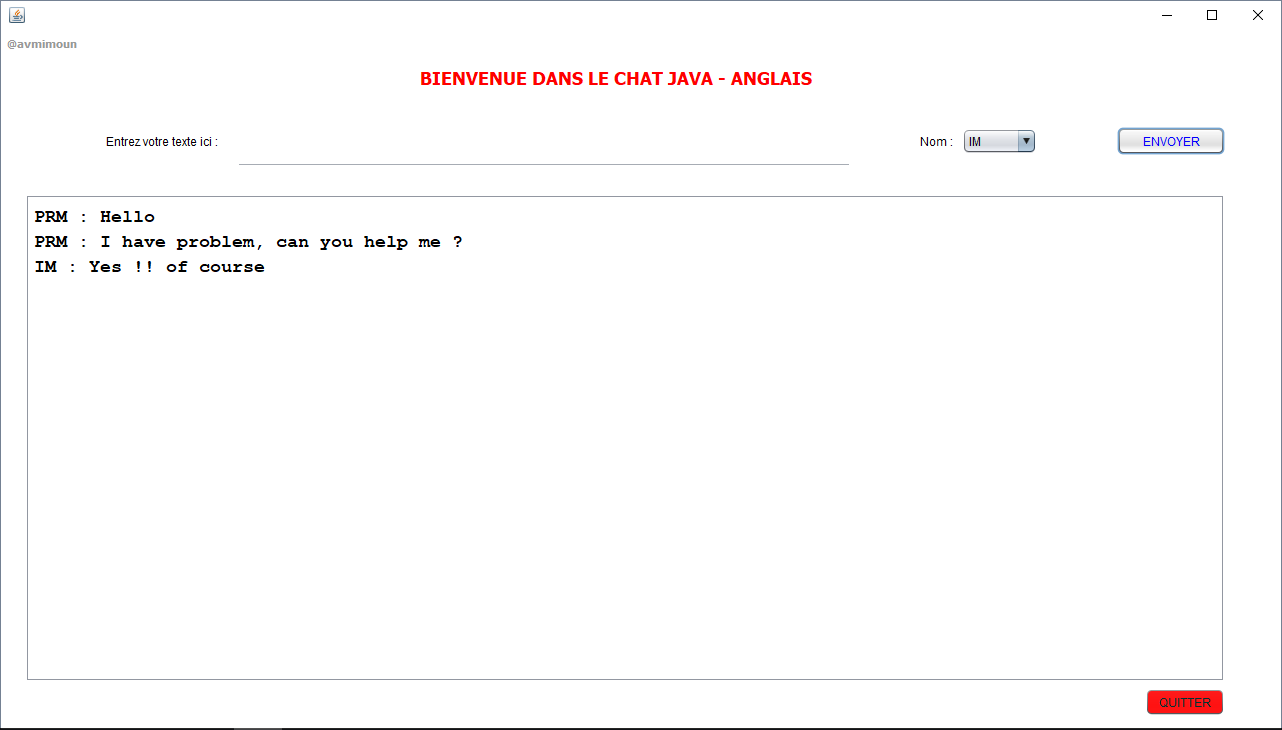 @avmimoun
BIENVENUE DANS LE CHAT JAVA - ANGLAIS
Entrez votre texte ici :
Nom :
IM
ENVOYER
PRM : Hello
PRM : I have problem, can you help me ?
IM : Yes !! of course
QUITTER